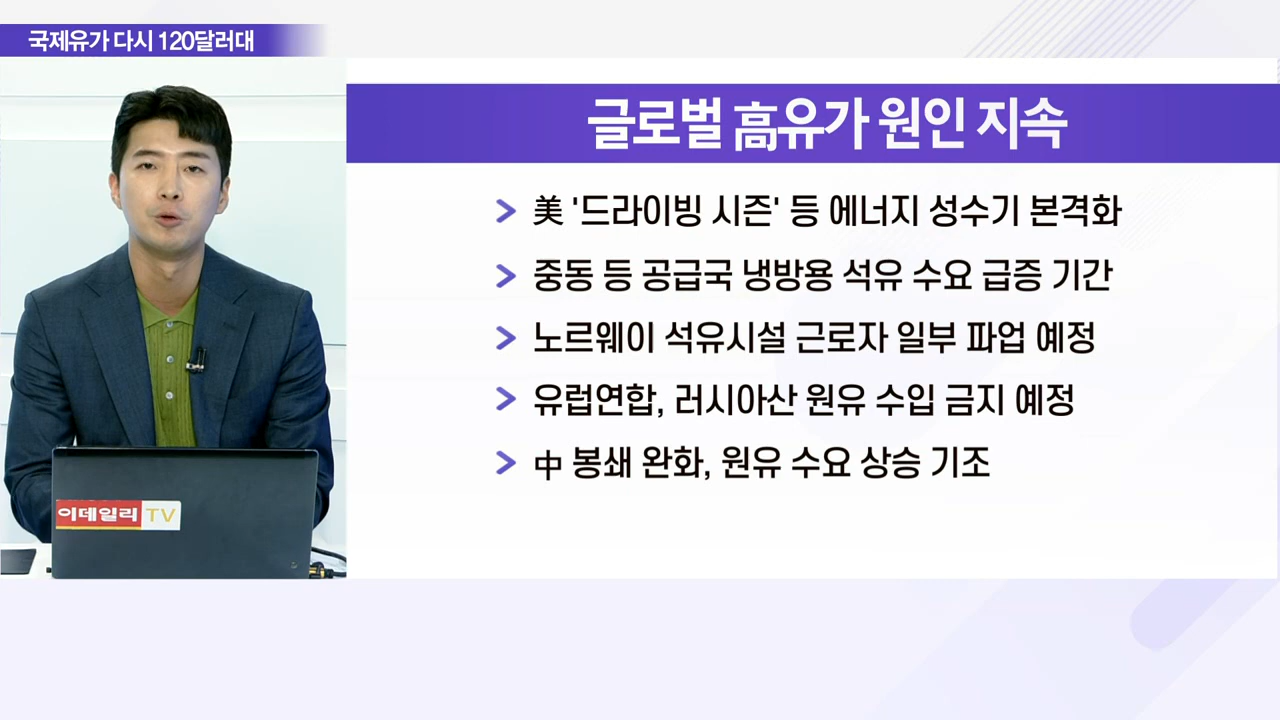 국제유가 다시 120달러대
글로벌 高유가 원인 지속
美 '드라이빙 시즌' 등 에너지 성수기 본격화
중동 등 공급국 냉방용 석유 수요 급증 기간
노르웨이 석유시설 근로자 일부 파업 예정
유럽연합, 러시아산 원유 수입 금지 예정
中 봉쇄 완화, 원유 수요 상승 기조
이데일리 TV